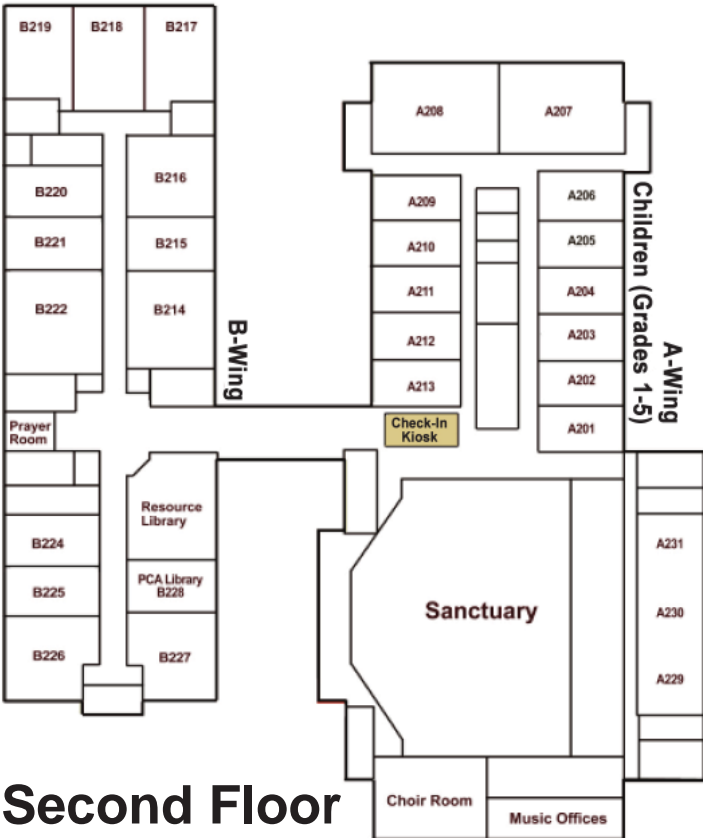 B219
B218
B217
A208
A207
B216
B220
A209
A206
B221
B215
A210
A205
B222
B214
A211
A204
A212
A203
A213
A202
A201
B-Wing
Children (Grades 1-5)
A-Wing
Check-In
Kiosk
Prayer
Room
Resource
Library
B224
PCA Library
B228
B225
B226
B227
Sanctuary
A231
A230
A229
Choir Room
Music Offices
Second Floor